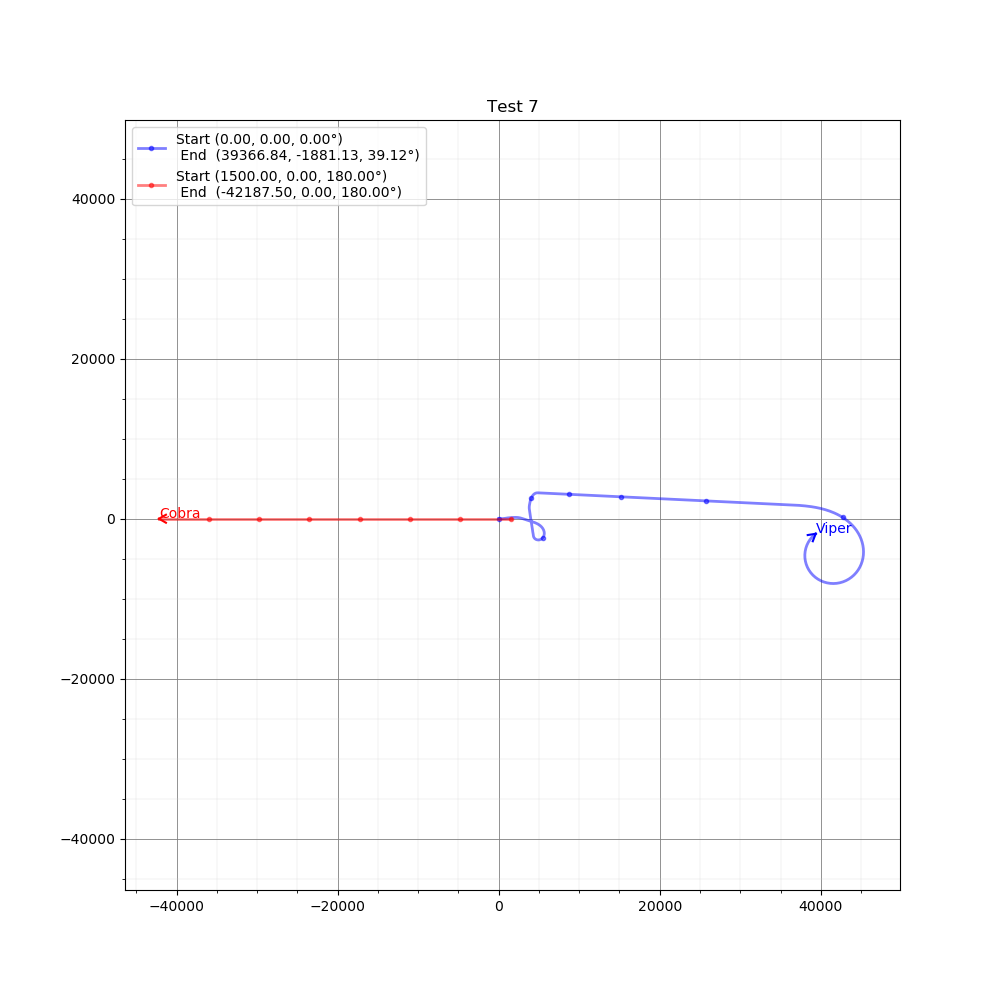 Test 7
Start (0.00, 0.00, 0.00°)
End  (39366.84, -1881.13, 39.12°)
Start (1500.00, 0.00, 180.00°)
End  (-42187.50, 0.00, 180.00°)
40000
20000
0
−20000
−40000
Cobra
Viper
−40000
−20000
0
20000
40000